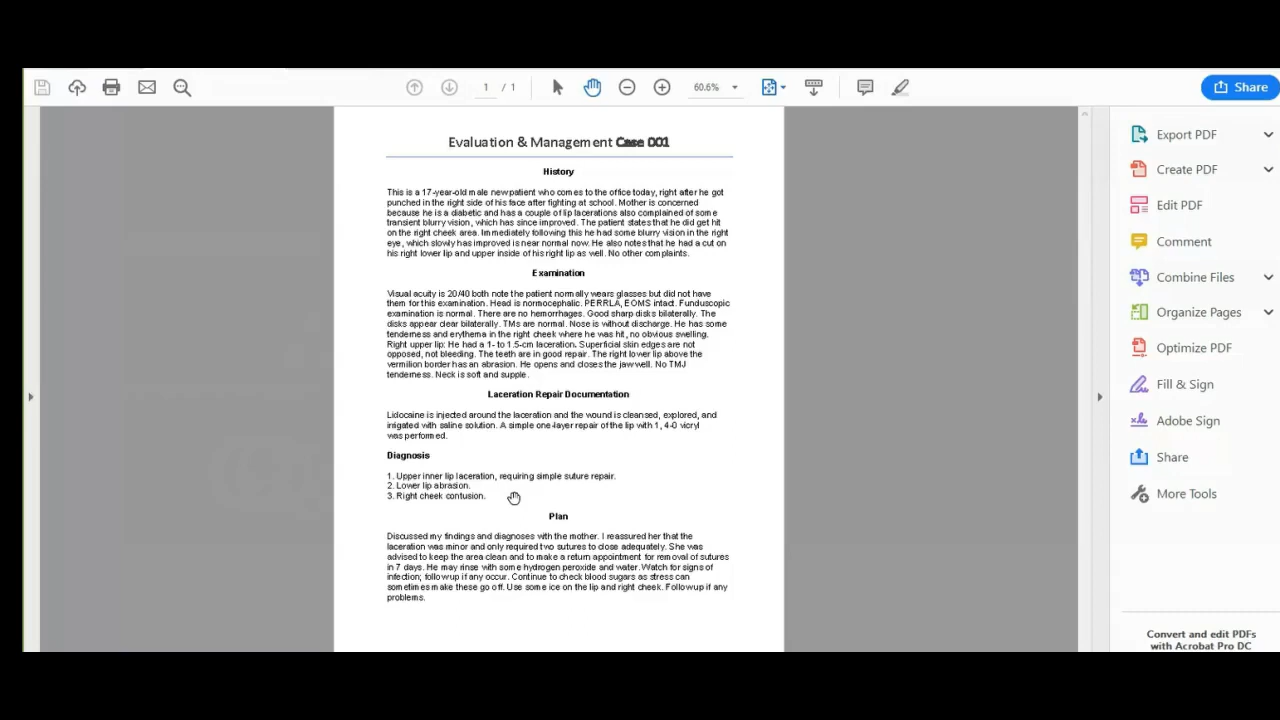 1 / 1
60.6%
Share
Evaluation & Management Case 001
History
This is a 17-year-old male new patient who comes to the office today, right after he got
punched in the right side of his face after fighting at school. Mother is concerned
because he is a diabetic and has a couple of lip lacerations also complained of some
transient blurry vision, which has since improved. The patient states that he did get hit
on the right cheek area. Immediately following this he had some blurry vision in the right
eye, which slowly has improved is near normal now. He also notes that he had a cut on
his right lower lip and upper inside of his right lip as well. No other complaints.
Examination
Visual acuity is 20/40 both note the patient normally wears glasses but did not have
them for this examination. Head is normocephalic. PERRLA, EOMS intact. Funduscopic
examination is normal. There are no hemorrhages. Good sharp disks bilaterally. The
disks appear clear bilaterally. TMs are normal. Nose is without discharge. He has some
tenderness and erythema in the right cheek where he was hit, no obvious swelling.
Right upper lip: He had a 1- to 1.5-cm laceration. Superficial skin edges are not
opposed, not bleeding. The teeth are in good repair. The right lower lip above the
vermilion border has an abrasion. He opens and closes the jaw well. No TMJ
tenderness. Neck is soft and supple.
Laceration Repair Documentation
Lidocaine is injected around the laceration and the wound is cleansed, explored, and
irrigated with saline solution. A simple one-layer repair of the lip with 1, 4-0 vicryl
was performed.
Diagnosis
1. Upper inner lip laceration, requiring simple suture repair.
2. Lower lip abrasion.
3. Right cheek contusion.
Plan
Discussed my findings and diagnoses with the mother. I reassured her that the
laceration was minor and only required two sutures to close adequately. She was
advised to keep the area clean and to make a return appointment for removal of sutures
in 7 days. He may rinse with some hydrogen peroxide and water. Watch for signs of
infection; follow up if any occur. Continue to check blood sugars as stress can
sometimes make these go off. Use some ice on the lip and right cheek. Follow up if any
problems.
Export PDF
Create PDF
Edit PDF
Comment
Combine Files
Organize Pages
Optimize PDF
Fill & Sign
Adobe Sign
Share
More Tools
Convert and edit PDFs
with Acrobat Pro DC